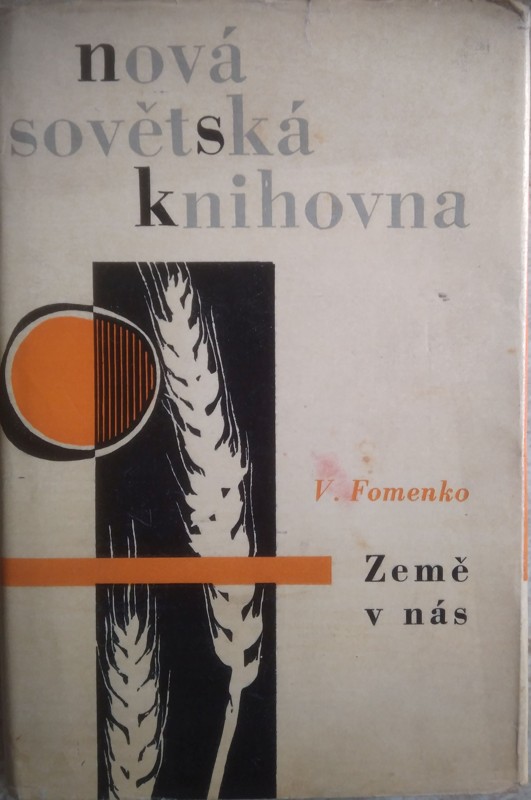 nová
sovětská
knihovna
V. Fomenko
Země
v nás